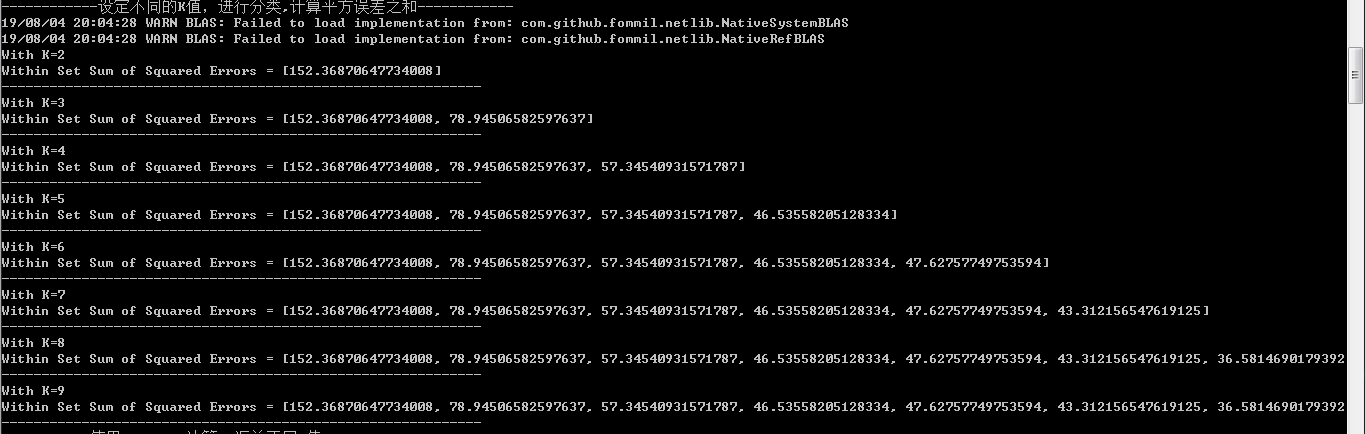 ------------设定不同的K值，进行分类,计算平方误差之和------------
19/08/04 20:04:28 WARN BLAS: Failed to load implementation from: com.github.fommil.netlib.NativeSystemBLAS
19/08/04 20:04:28 WARN BLAS: Failed to load implementation from: com.github.fommil.netlib.NativeRefBLAS
With K=2
Within Set Sum of Squared Errors = [152.36870647734008]
------------------------------------------------------------
With K=3
Within Set Sum of Squared Errors = [152.36870647734008, 78.94506582597637]
------------------------------------------------------------
With K=4
Within Set Sum of Squared Errors = [152.36870647734008, 78.94506582597637, 57.34540931571787]
------------------------------------------------------------
With K=5
Within Set Sum of Squared Errors = [152.36870647734008, 78.94506582597637, 57.34540931571787, 46.53558205128334]
------------------------------------------------------------
With K=6
Within Set Sum of Squared Errors = [152.36870647734008, 78.94506582597637, 57.34540931571787, 46.53558205128334, 47.62757749753594]
------------------------------------------------------------
With K=7
Within Set Sum of Squared Errors = [152.36870647734008, 78.94506582597637, 57.34540931571787, 46.53558205128334, 47.62757749753594, 43.312156547619125]
------------------------------------------------------------
With K=8
Within Set Sum of Squared Errors = [152.36870647734008, 78.94506582597637, 57.34540931571787, 46.53558205128334, 47.62757749753594, 43.312156547619125, 36.5814690179392
------------------------------------------------------------
With K=9
Within Set Sum of Squared Errors = [152.36870647734008, 78.94506582597637, 57.34540931571787, 46.53558205128334, 47.62757749753594, 43.312156547619125, 36.5814690179392
------------------------------------------------------------